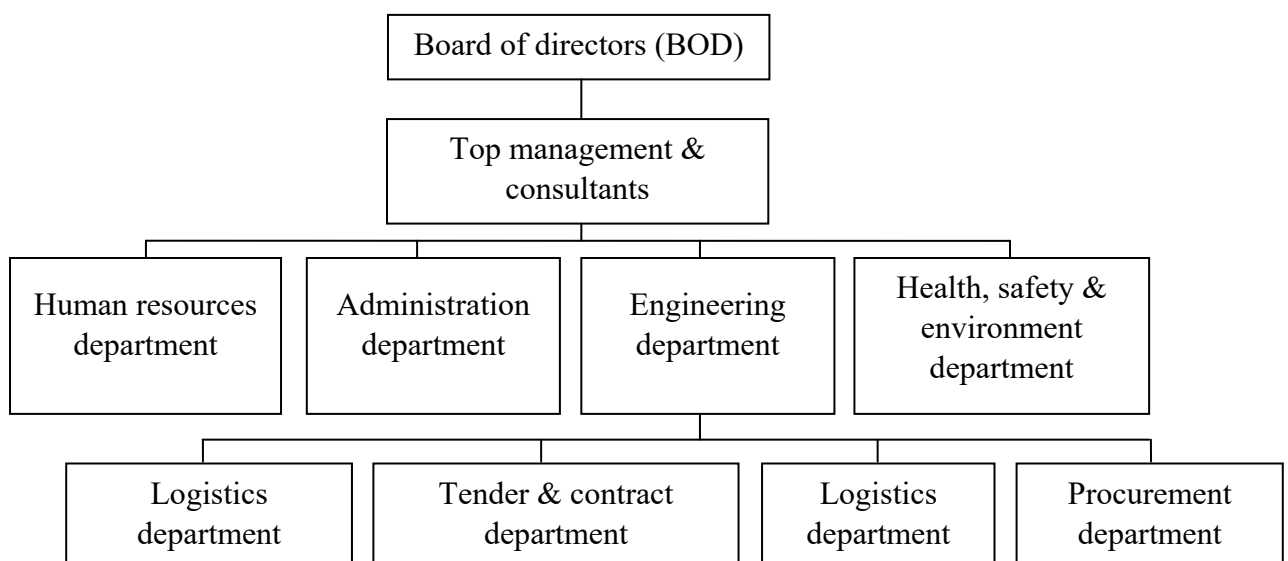 Board of directors (BOD)
Top management &
consultants
Human resources
department
Administration
department
Engineering
department
Health, safety &
environment
department
Logistics
department
Tender & contract
department
Logistics
department
Procurement
department